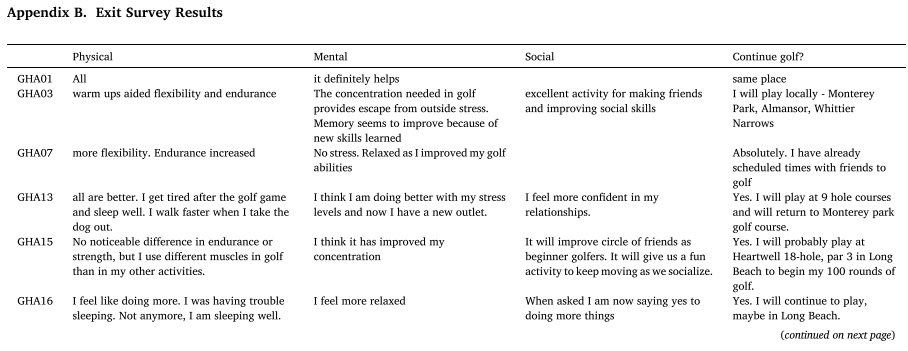 Appendix B. Exit Survey Results
Physical Mental Social Continue golf?
GHA01 All it definitely helps same place
GHA03 warm ups aided flexibility and endurance The concentration needed in golf excellent activity for making friends I will play locally - Monterey
provides escape from outside stress. and improving social skills Park, Almansor, Whittier
Memory seems to improve because of Narrows
new skills learned
GHA07 more flexibility. Endurance increased No stress. Relaxed as I improved my golf Absolutely. I have already
abilities scheduled times with friends to
golf
GHA13 all are better. I get tired after the golf game I think I am doing better with my stress I feel more confident in my Yes. I will play at 9 hole courses
and sleep well. I walk faster when I take the levels and now I have a new outlet. relationships. and will return to Monterey park
dog out. golf course.
GHA15 No noticeable difference in endurance or I think it has improved my It will improve circle of friends as Yes. I will probably play at
strength, but I use different muscles in golf concentration beginner golfers. It will give us a fun Heartwell 18-hole, par 3 in Long
than in my other activities. activity to keep moving as we socialize. Beach to begin my 100 rounds of
golf.
GHA16 I feel like doing more. I was having trouble I feel more relaxed When asked I am now saying yes to Yes. I will continue to play,
sleeping. Not anymore, I am sleeping well. doing more things maybe in Long Beach.
(continued on next page)